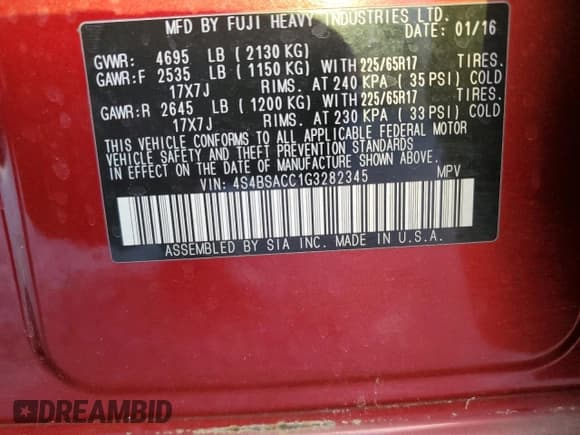 MFD BY FUJI HEAVY INDUSTRIES LTD.
DATE: 01/16
GVWR: 4695 LB ( 2130 KG)
GAWR:F 2535 LB ( 1150 KG) WITH 225/65R17 TIRES.
17X7J RIMS. AT 240 KPA ( 35 PSI) COLD
GAWR:R 2645 LB ( 1200 KG) WITH 225/65R17 TIRES.
17X7J RIMS. AT 230 KPA ( 33 PSI) COLD
THIS VEHICLE CONFORMS TO ALL APPLICABLE FEDERAL MOTOR
VEHICLE SAFETY AND THEFT PREVENTION STANDARDS
IN EFFECT ON THE DATE OF MANUFACTURE SHOWN ABOVE.
VIN: 4S4BSACC1G3282345 MPV
ASSEMBLED BY SIA INC. MADE IN U.S.A.
DREAMBID